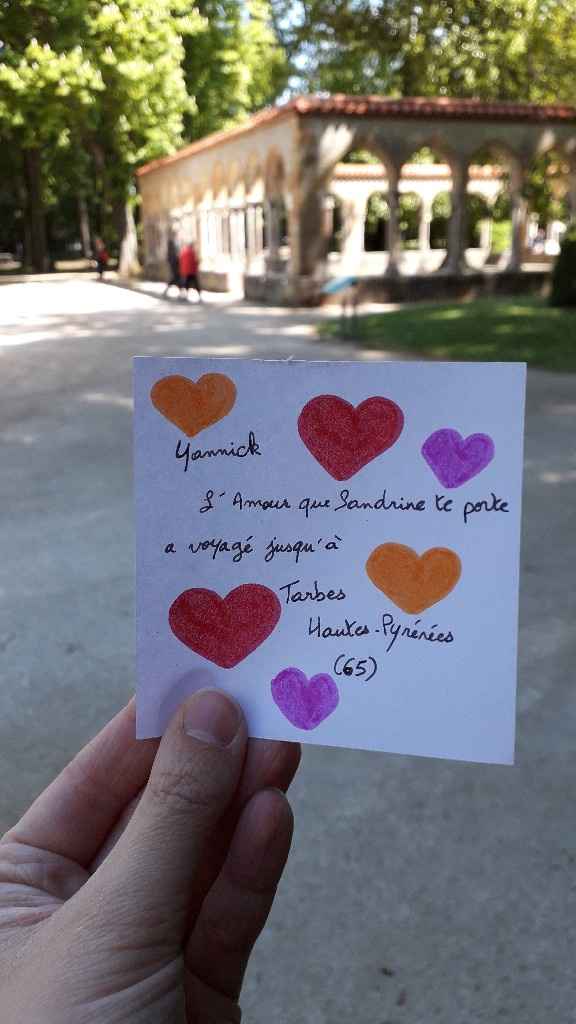 Yannick
L'Amour que Sandrine te porte
a voyagé jusqu'à
Tarbes
Hautes-Pyrénées
(65)